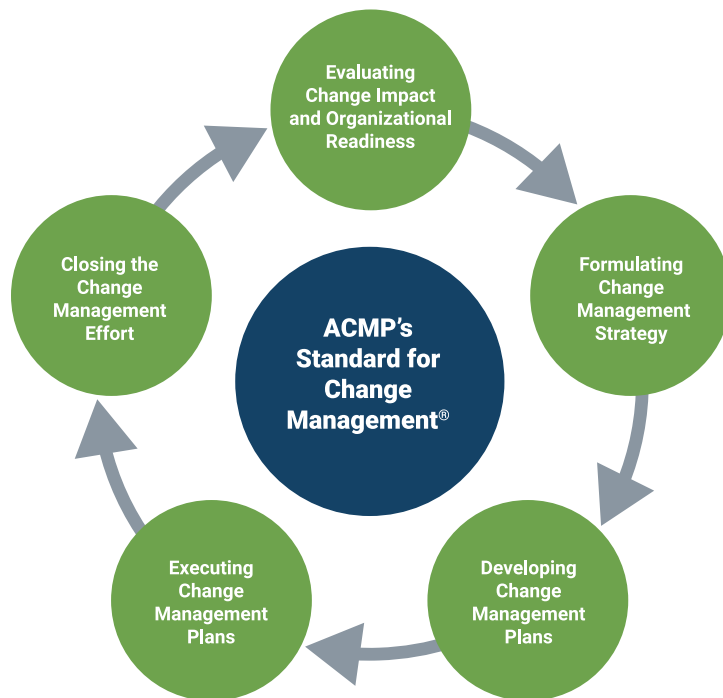 Evaluating
Change Impact
and Organizational
Readiness
Formulating
Change
Management
Strategy
Developing
Change
Management
Plans
Executing
Change
Management
Plans
Closing the
Change
Management
Effort
ACMP's
Standard for
Change
Management®